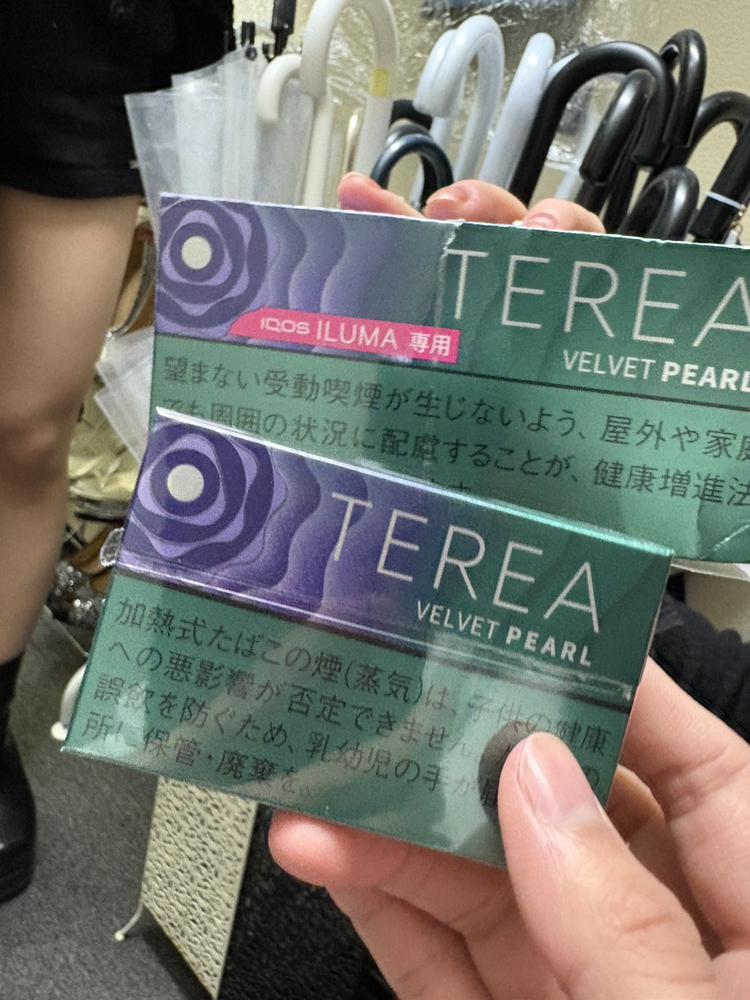 TEREA
IQOS ILUMA 専用
VELVET PEARL
望まない受動喫煙が生じないよう、屋外や家庭
でも周囲の状況に配慮することが、健康増進法
TEREA
VELVET PEARL
加熱式たばこの煙(蒸気)は、子供の健康
への悪影響が否定できません
誤飲を防ぐため、乳幼児の手が
所に保管・廃棄を。